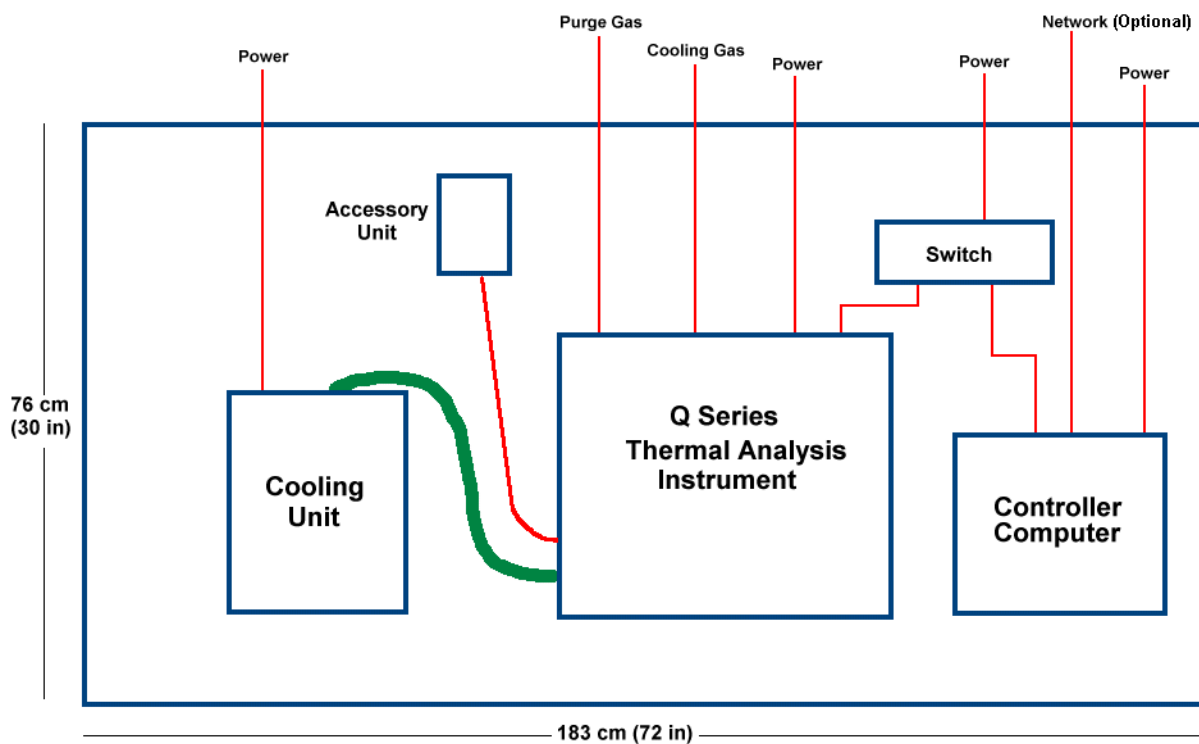 Purge Gas
Network (Optional)
Cooling Gas
Power
Power
Power
Power
Accessory
Unit
Switch
76 cm
(30 in)
Q Series
Thermal Analysis
Instrument
Cooling
Unit
Controller
Computer
183 cm (72 in)